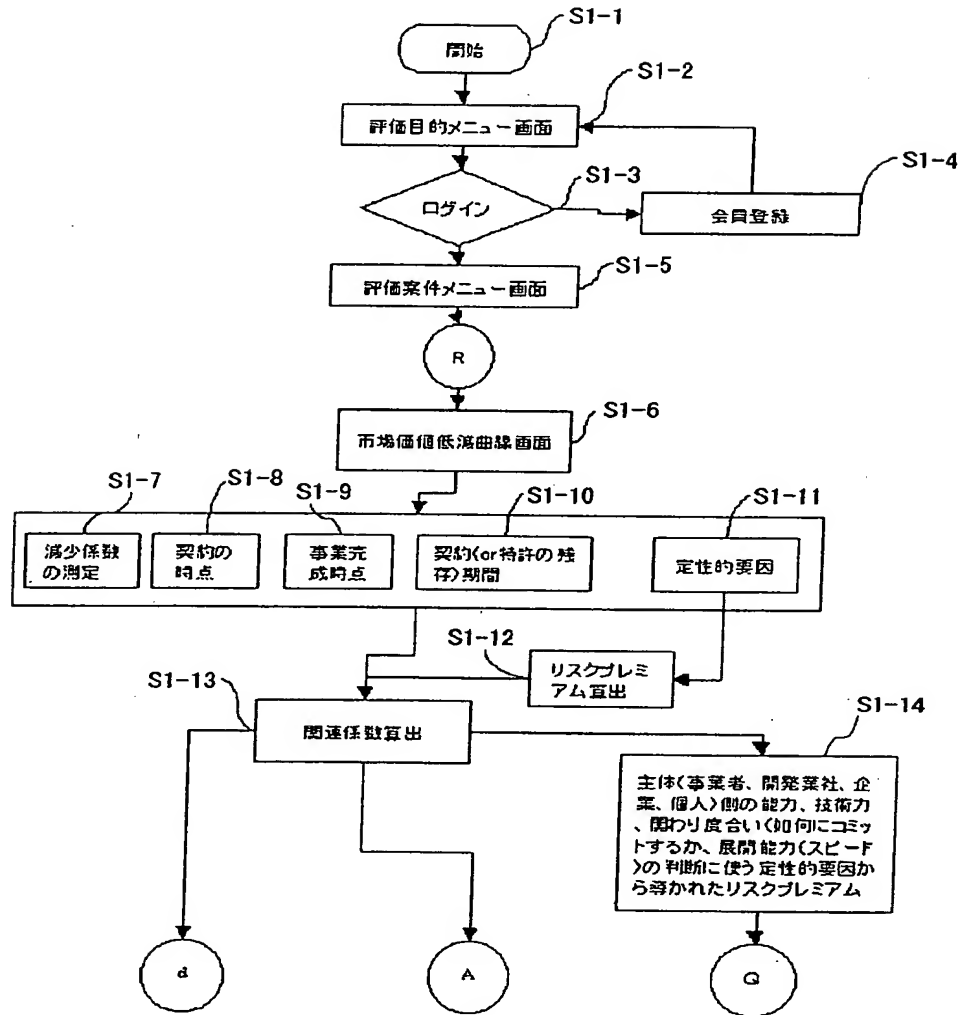 S1-1
開始
S1-2
評価目的メニュー画面
S1-3
ログイン
S1-4
会員登録
S1-5
評価案件メニュー画面
R
S1-6
市場価値低減曲線画面
S1-7
S1-8
S1-9
S1-10
S1-11
減少係数
の測定
契約の
時点
事業完
成時点
契約(or特許の残
存)期間
定性的要因
S1-12
リスクプレミ
アム算出
S1-13
関連係数算出
S1-14
主体(事業者、開発業社、企
業、個人)側の能力、技術力
、関わり度合い(如何にコミッ
トするか、展開能力(スピード
)の判断に使う定性的要因か
ら導かれたリスクプレミアム
d
A
Q